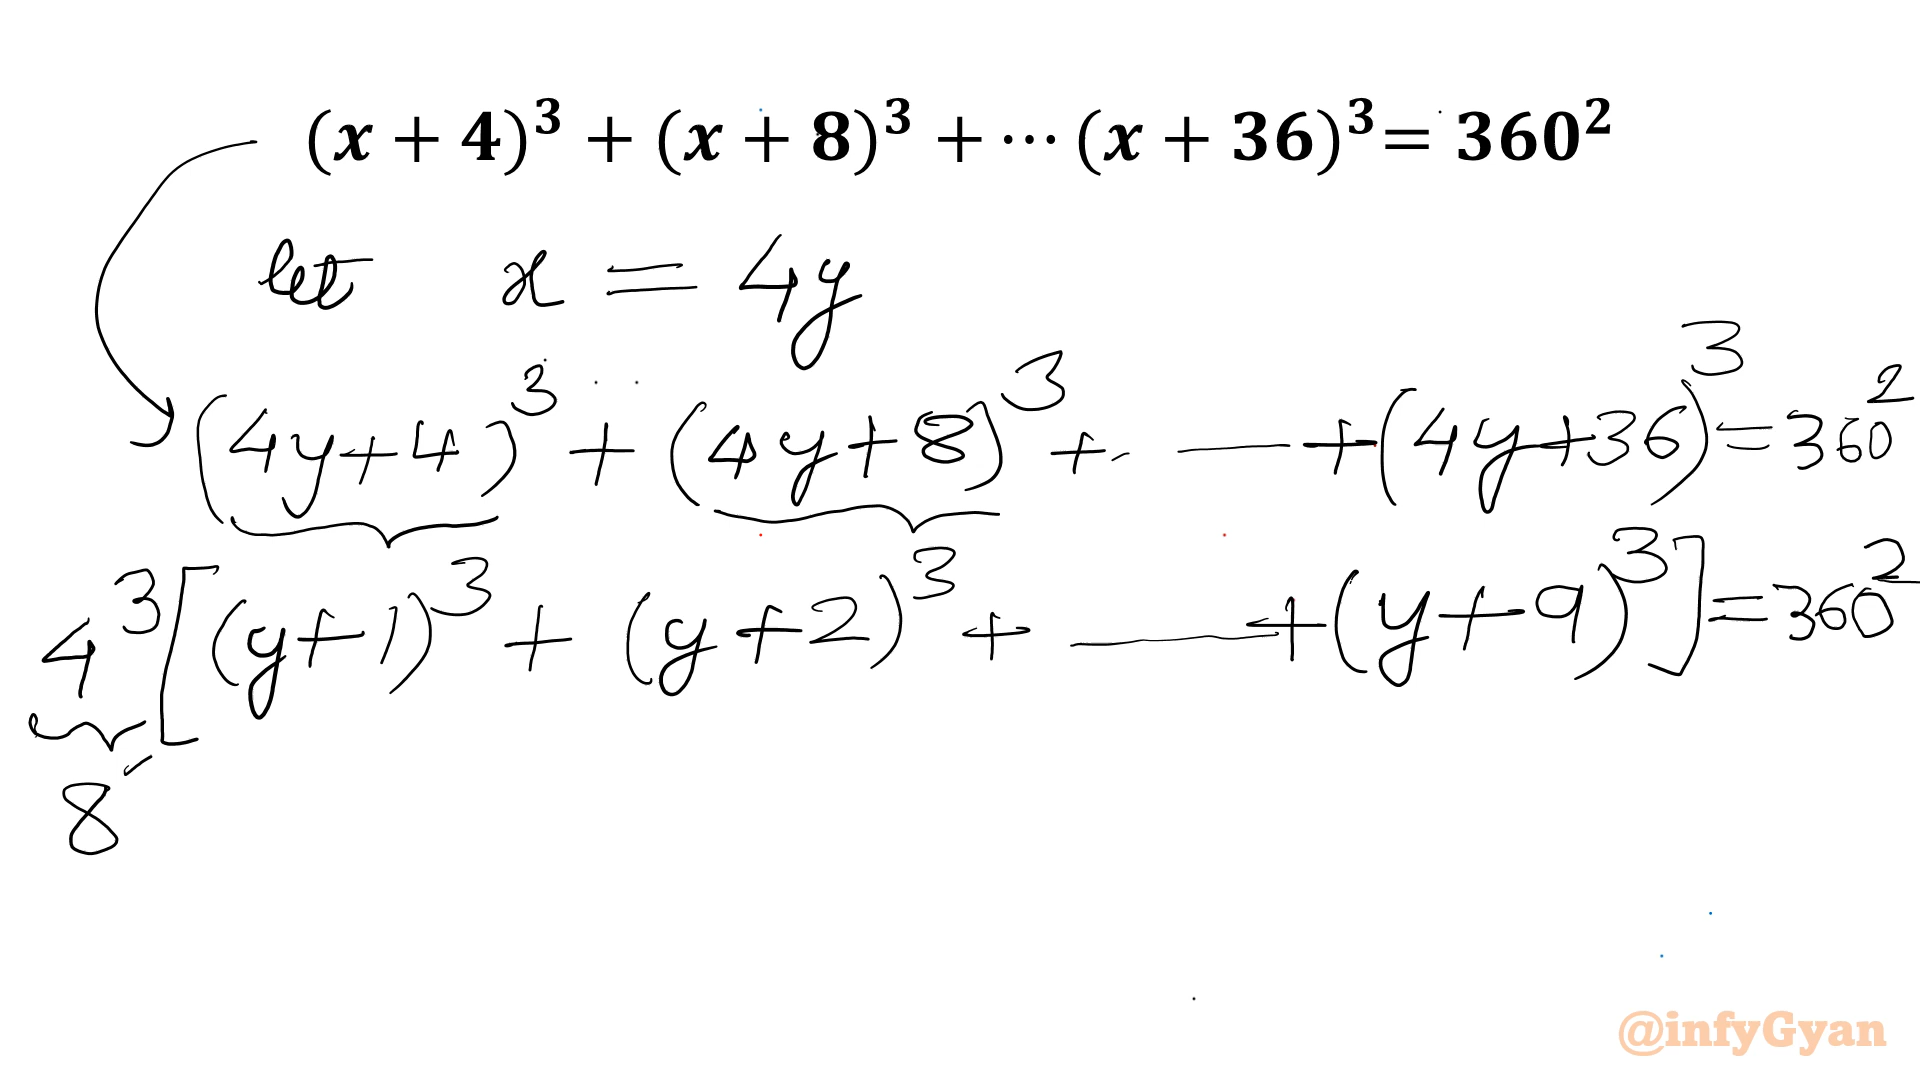 (x + 4)³ + (x + 8)³ + ⋯ (x + 36)³= 360²
let x = 4y
(4y+4)³ + (4y+8)³ + - — +(4y+36)³ = 360²
4³[(y+1)³ + (y+2)³ + — +(y+9)³] = 360²
8
@infyGyan